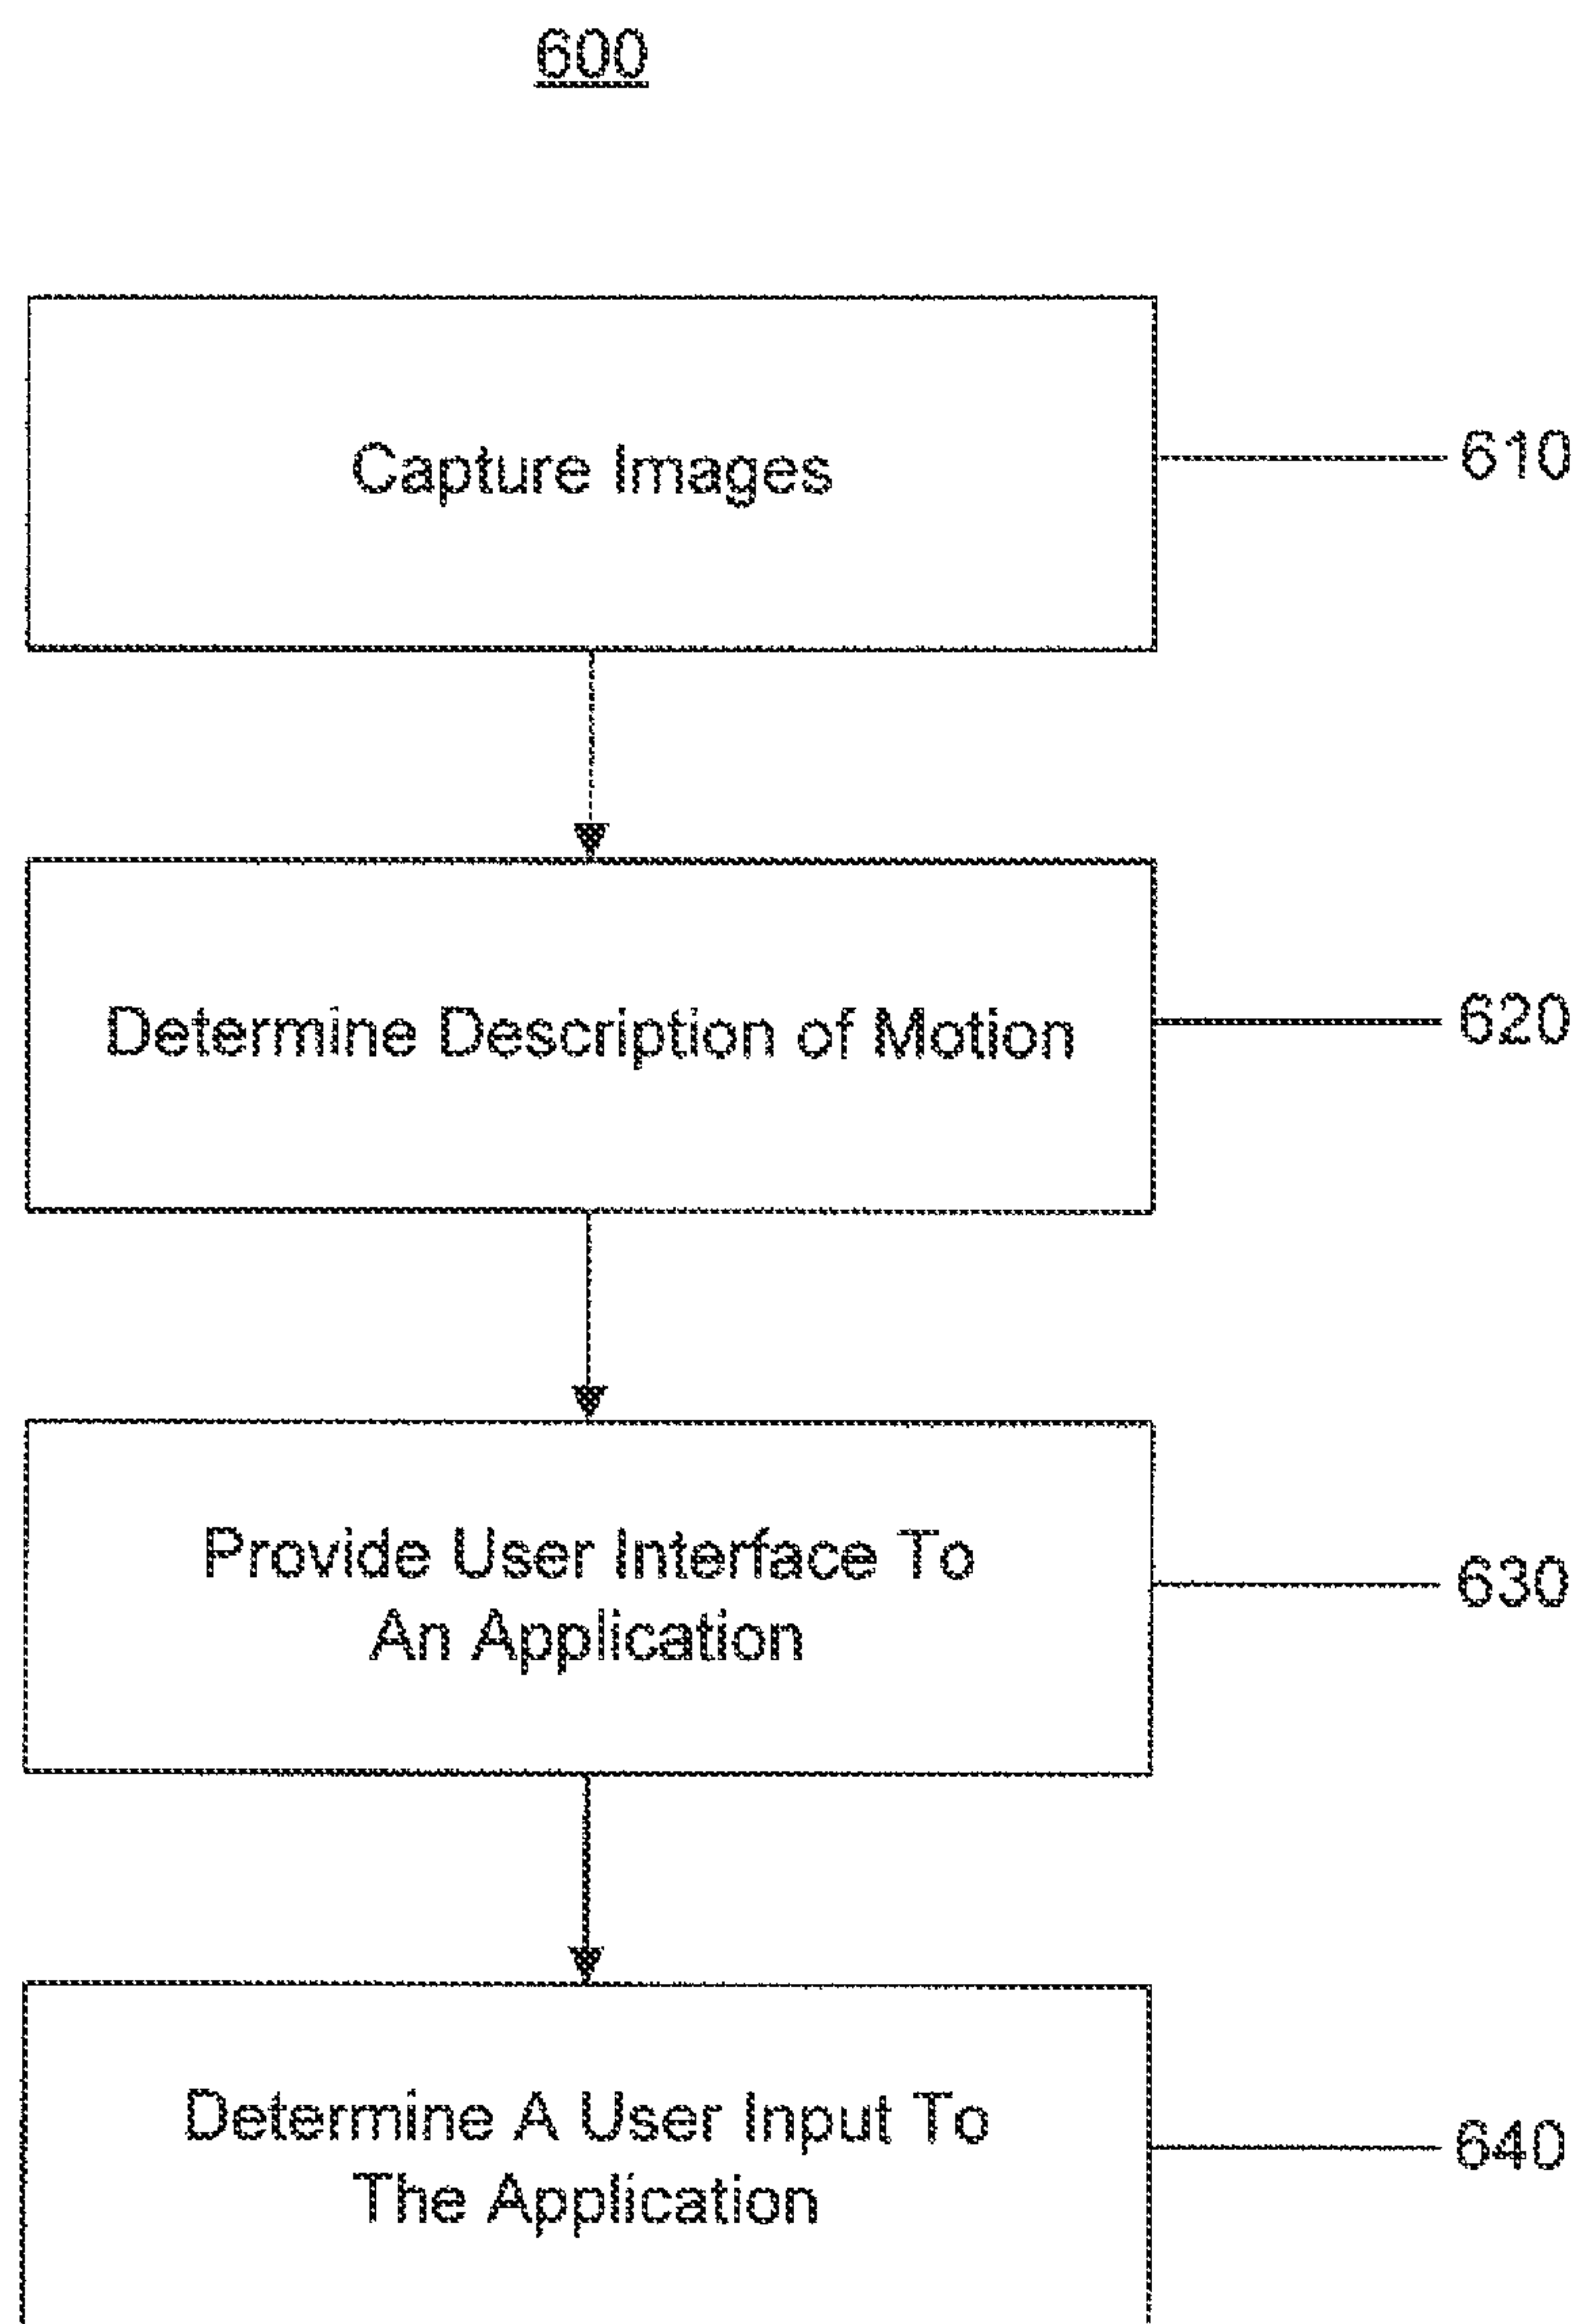 600
Capture Images
610
Determine Description of Motion
620
Provide User Interface To
An Application
630
Determine A User Input To
The Application
640